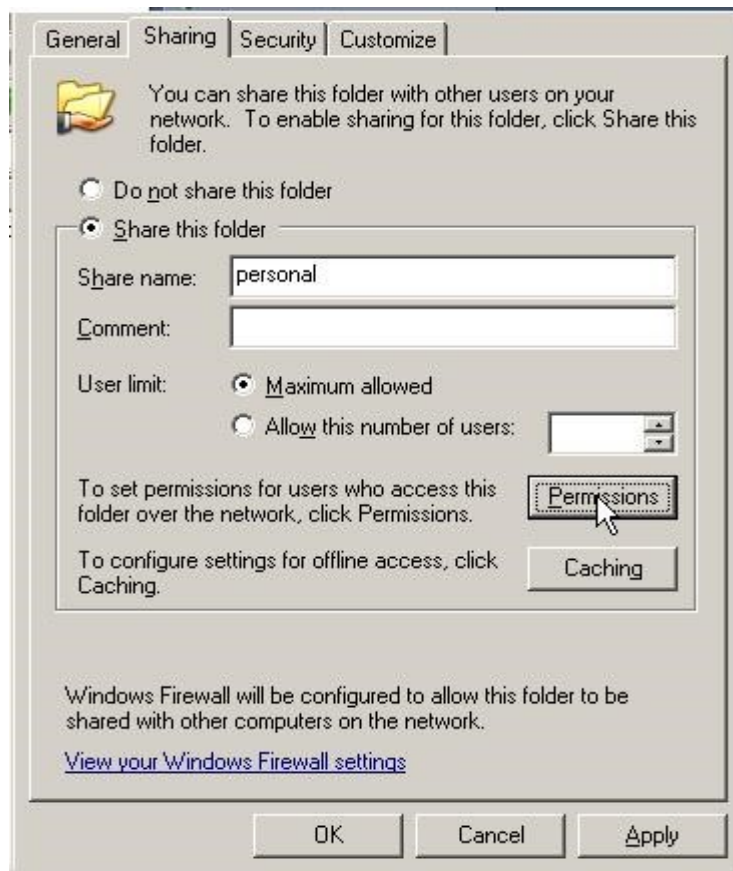 General Sharing Security Customize
You can share this folder with other users on your
network. To enable sharing for this folder, click Share this
folder.
Do not share this folder
Share this folder
Share name: personal
Comment:
User limit: Maximum allowed
Allow this number of users:
To set permissions for users who access this
folder over the network, click Permissions.
Permissions
To configure settings for offline access, click
Caching.
Caching
Windows Firewall will be configured to allow this folder to be
shared with other computers on the network.
View your Windows Firewall settings
OK Cancel Apply